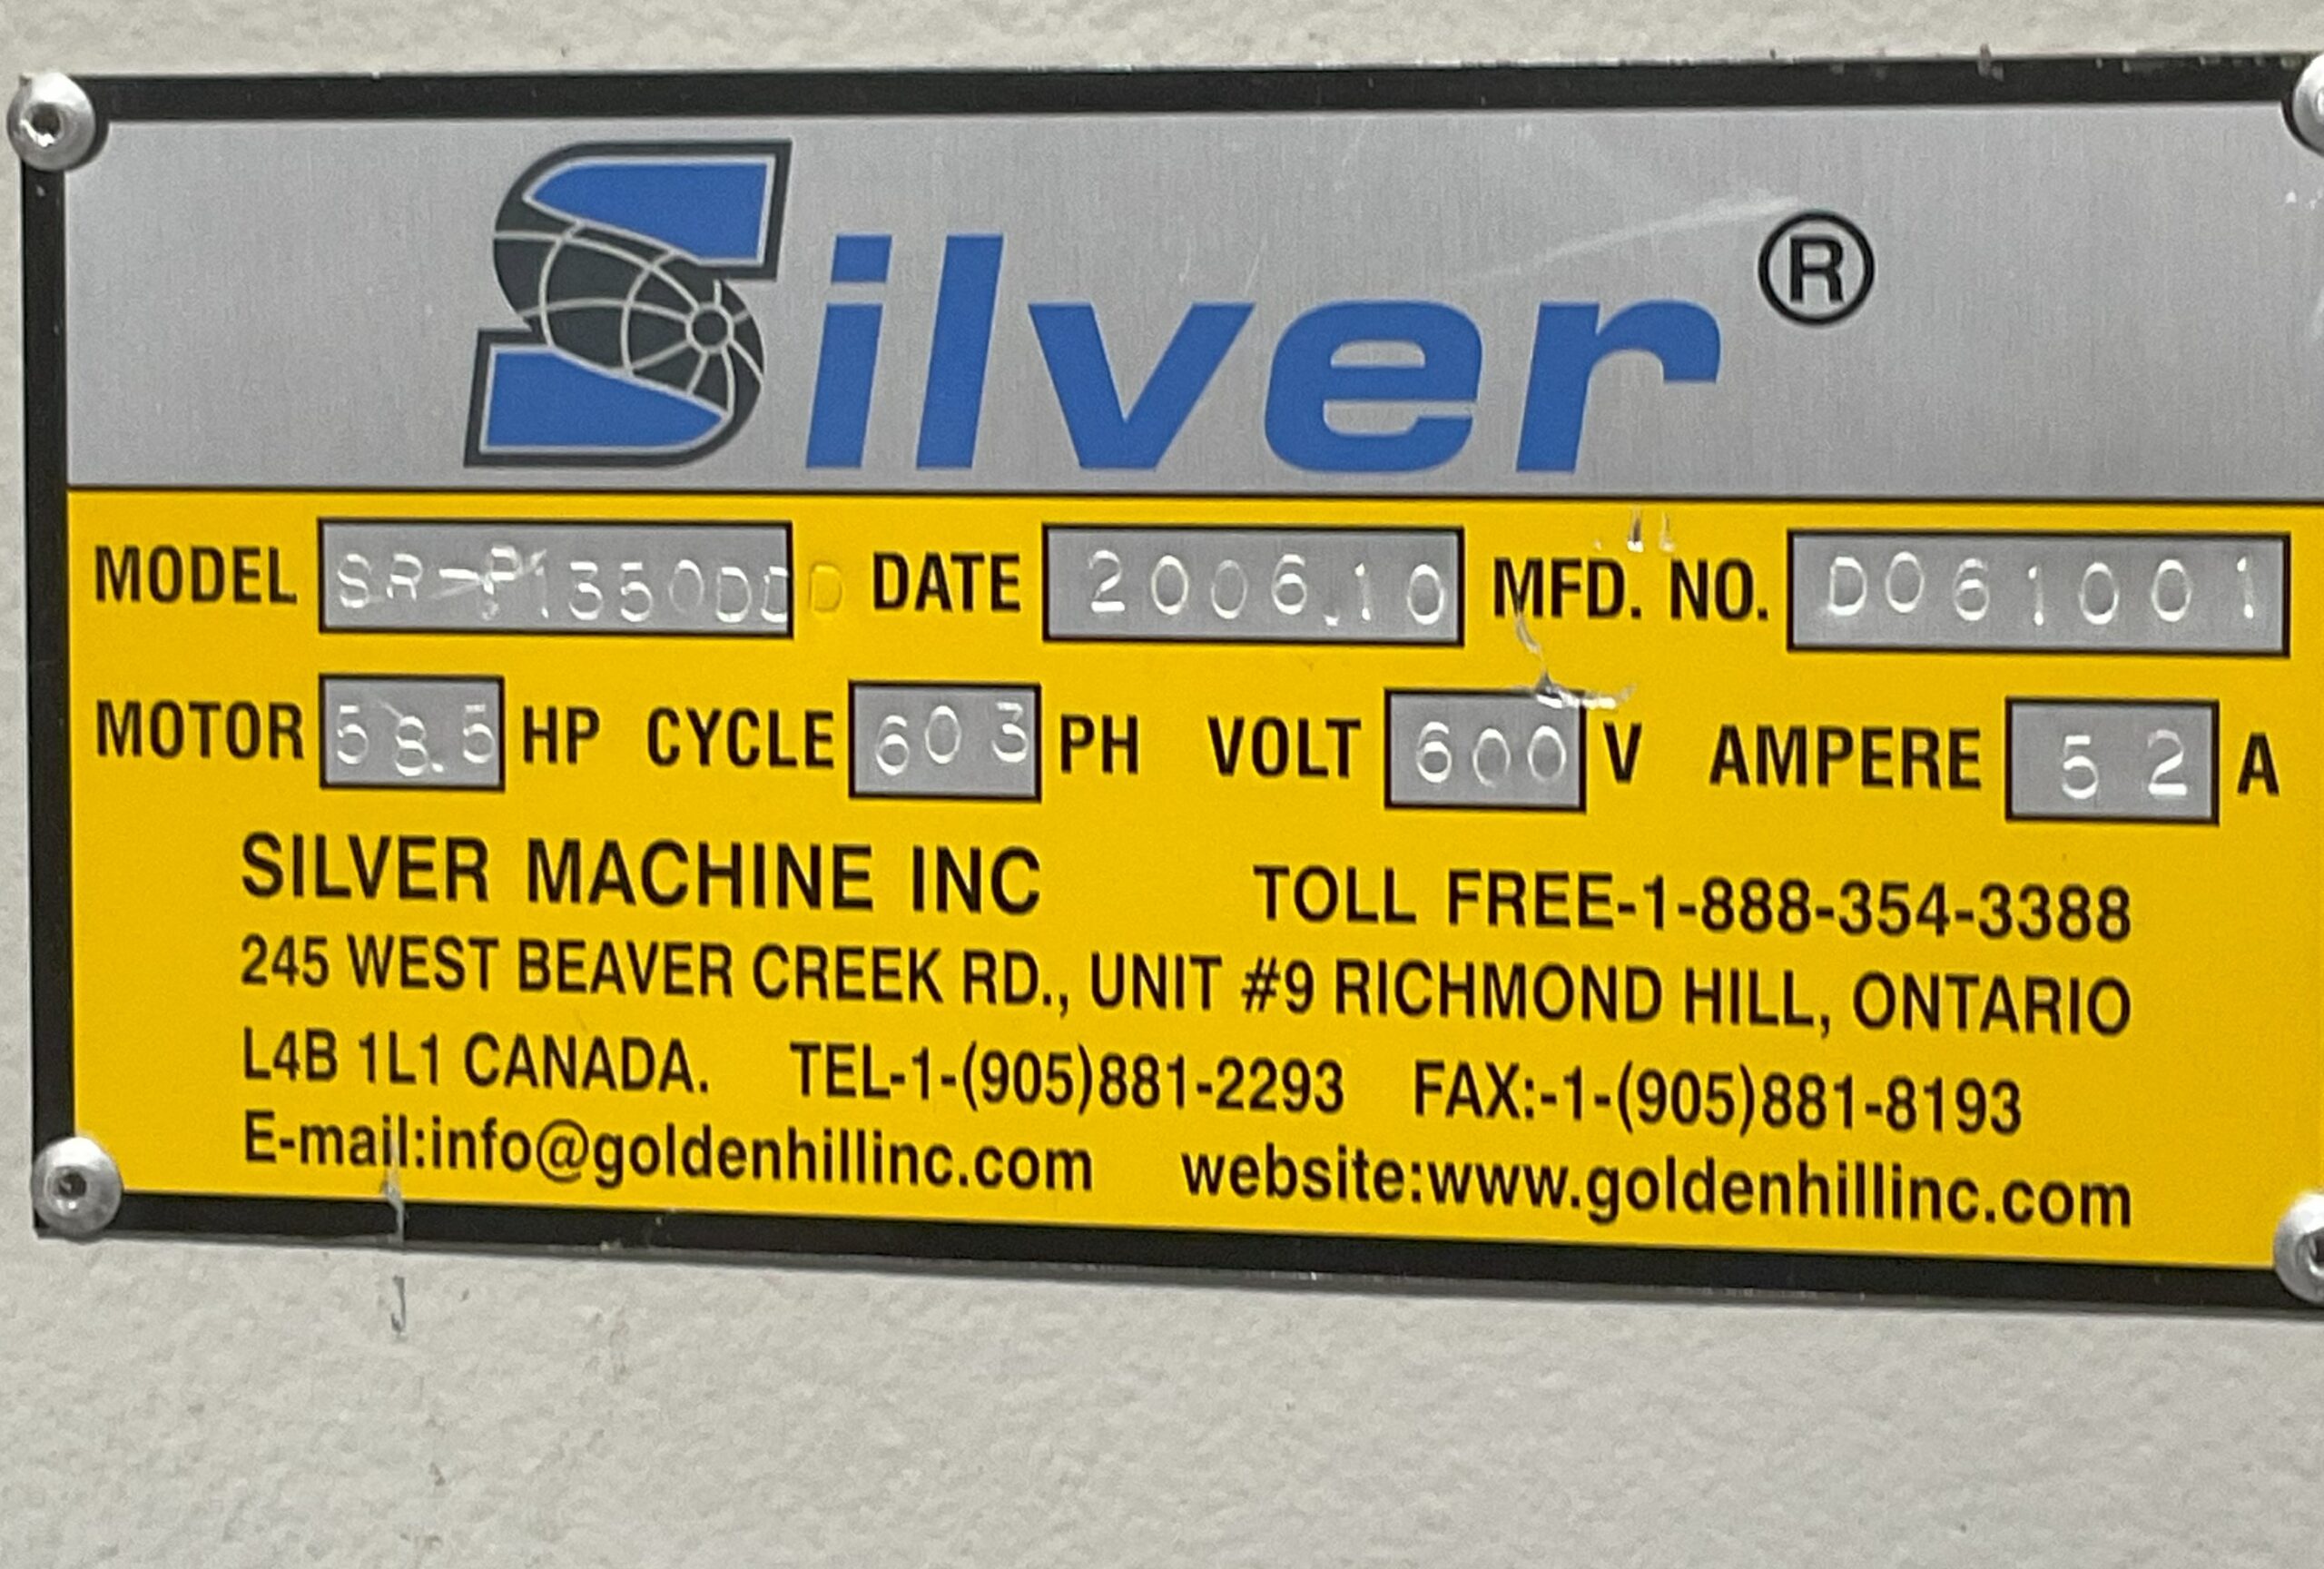 Silver®
MODEL SR-P1350DDD DATE 2006.10 MFD. NO. D061001
MOTOR 58.5 HP CYCLE 603 PH VOLT 600 V AMPERE 52 A
SILVER MACHINE INC TOLL FREE-1-888-354-3388
245 WEST BEAVER CREEK RD., UNIT #9 RICHMOND HILL, ONTARIO
L4B 1L1 CANADA. TEL-1-(905)881-2293 FAX:-1-(905)881-8193
E-mail:info@goldenhillinc.com website:www.goldenhillinc.com